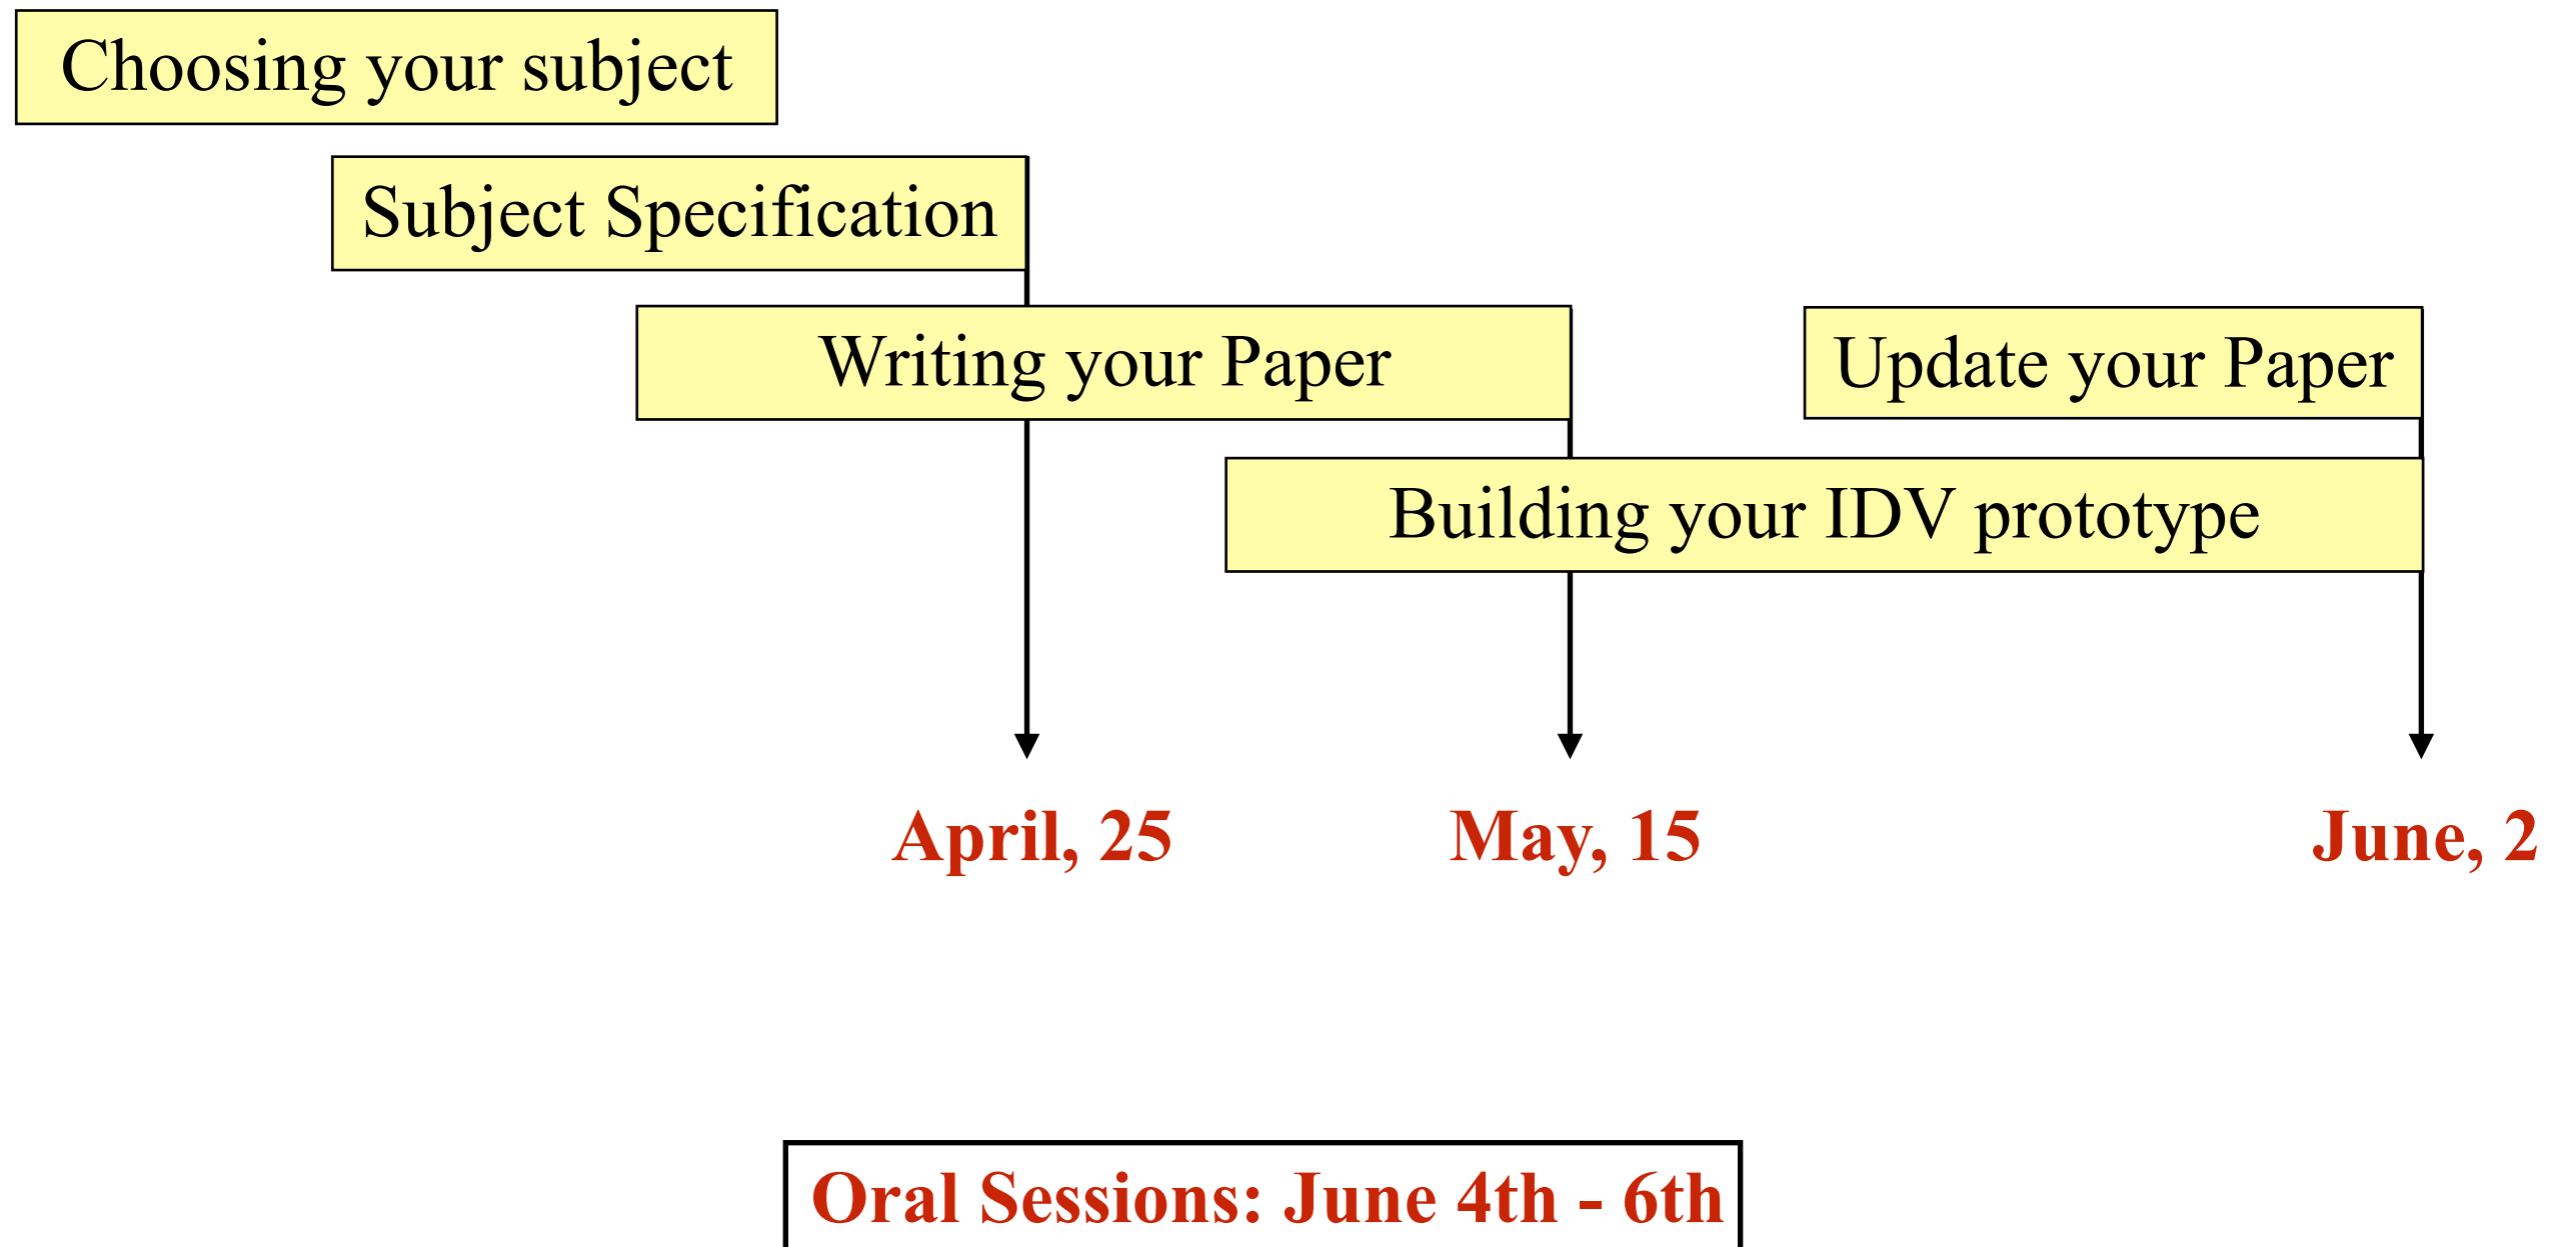 Choosing your subject
Subject Specification
Writing your Paper
Update your Paper
Building your IDV prototype
April, 25
May, 15
June, 2
Oral Sessions: June 4th - 6th